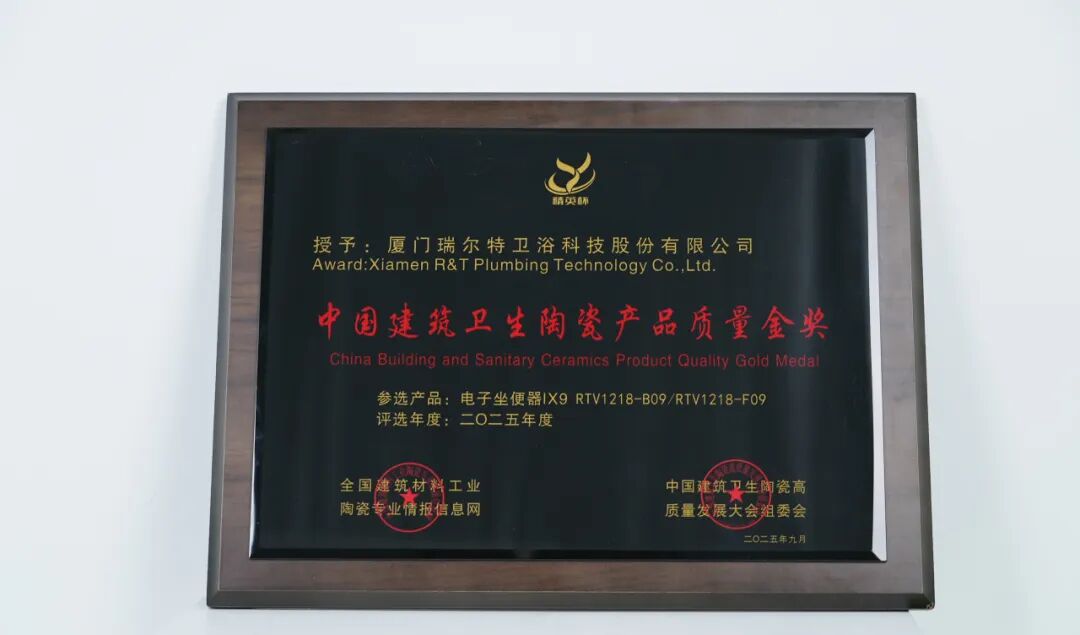 精英杯
授予：厦门瑞尔特卫浴科技股份有限公司
Award:Xiamen R&T Plumbing Technology Co.,Ltd.
中国建筑卫生陶瓷产品质量金奖
China Building and Sanitary Ceramics Product Quality Gold Medal
参选产品：电子坐便器IX9 RTV1218-B09/RTV1218-F09
评选年度：二〇二五年度
全国建筑材料工业
陶瓷专业情报信息网
中国建筑卫生陶瓷高
质量发展大会组委会
二〇二五年九月